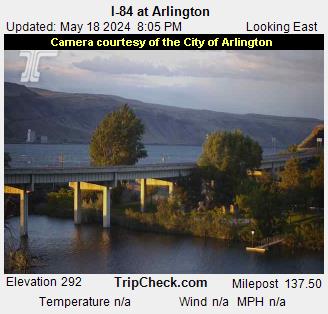 I-84 at Arlington
Updated: May 18 2024 8:05 PM Looking East
Camera courtesy of the City of Arlington
Elevation 292 TripCheck.com Milepost 137.50
Temperature n/a Wind n/a MPH n/a